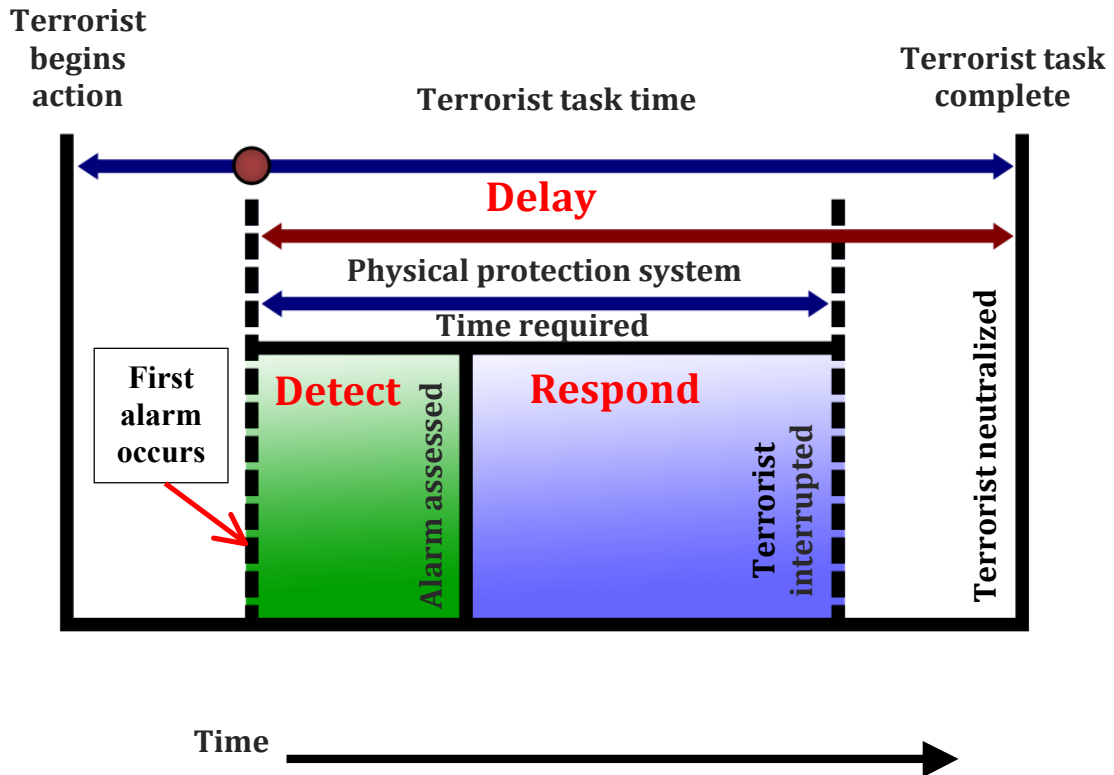 Terrorist
begins
action
Terrorist task time
Terrorist task
complete
Delay
Physical protection system
Time required
First
alarm
occurs
Detect
Alarm assessed
Respond
Terrorist
interrupted
Terrorist neutralized
Time